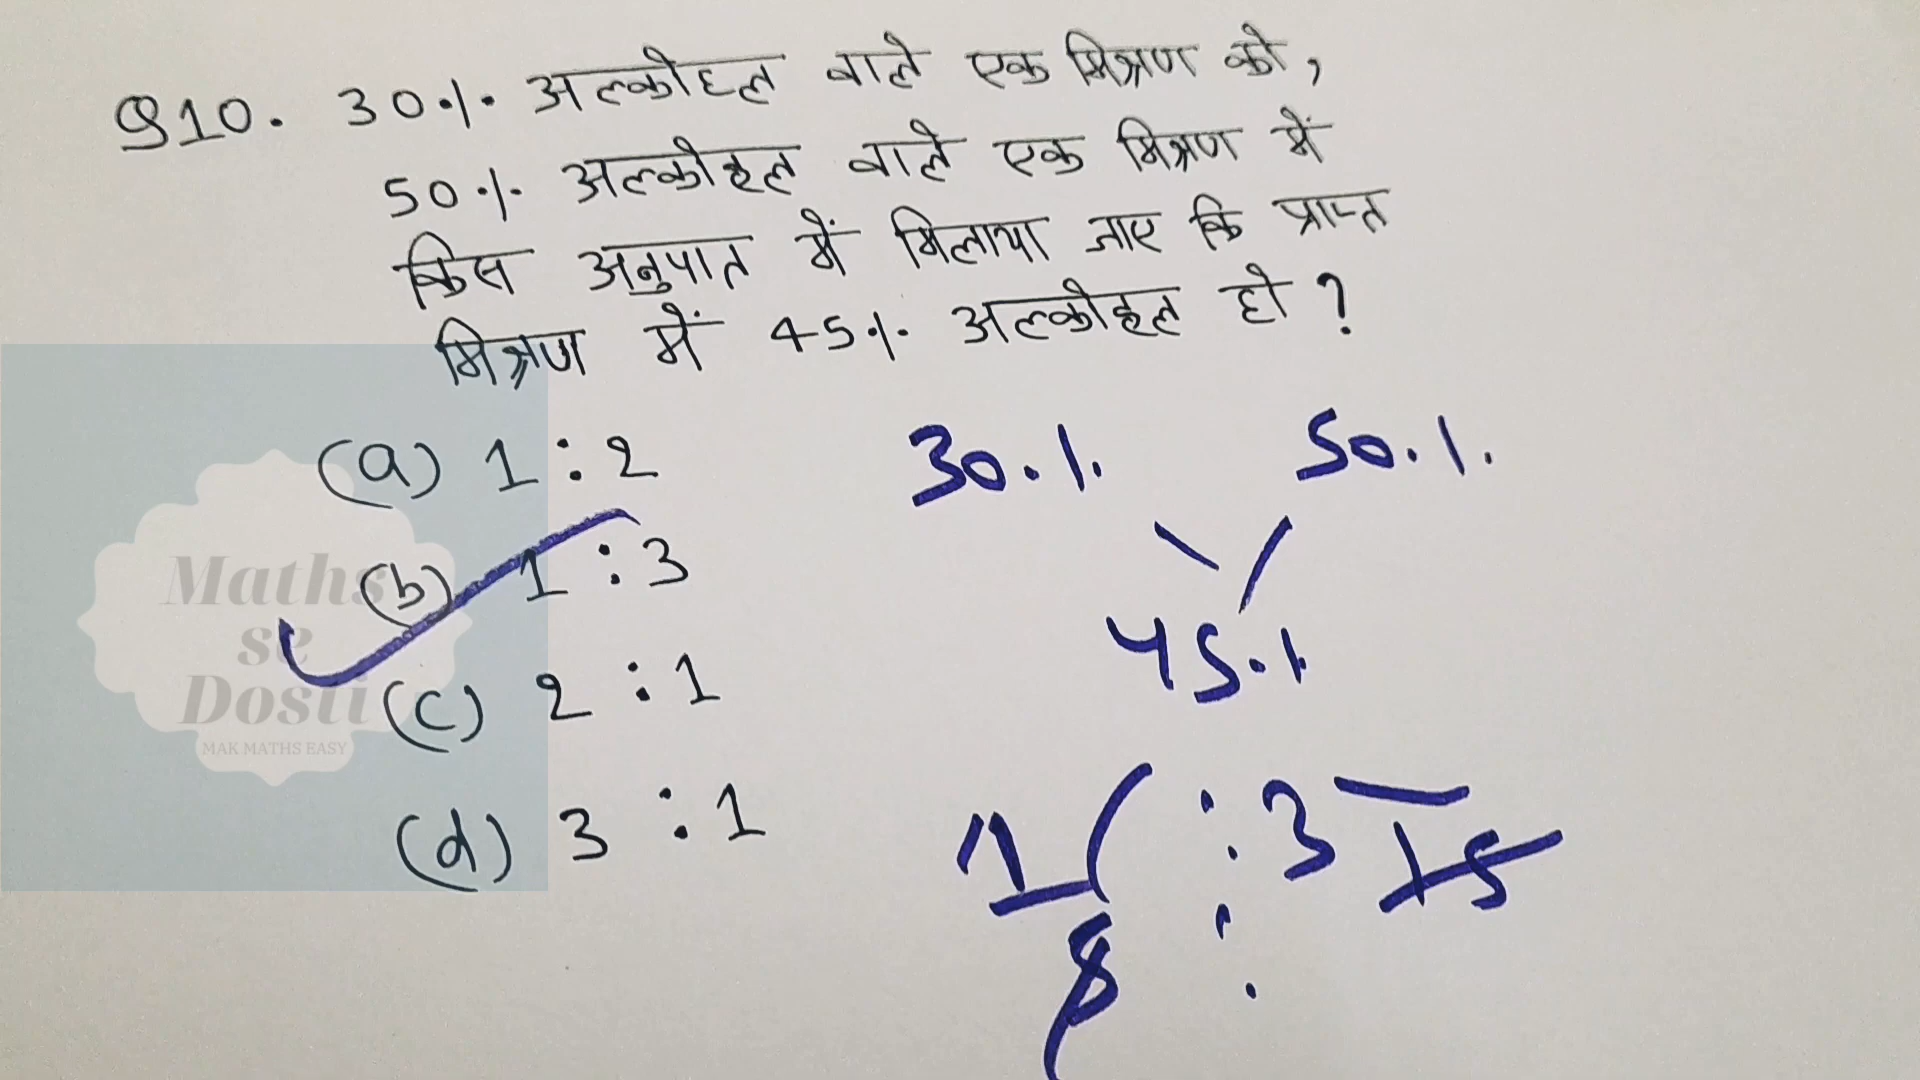 Q10. 30% अल्कोहल वाले एक मिश्रण को,
50% अल्कोहल वाले एक मिश्रण में
किस अनुपात में मिलाया जाए कि प्राप्त
मिश्रण में 45% अल्कोहल हो ?
(a) 1 : 2
(b) 1 : 3
(c) 2 : 1
(d) 3 : 1
30% 50%
45%
1 : 3 15
5 :
Maths
se
Dosti
MAK MATHS EASY